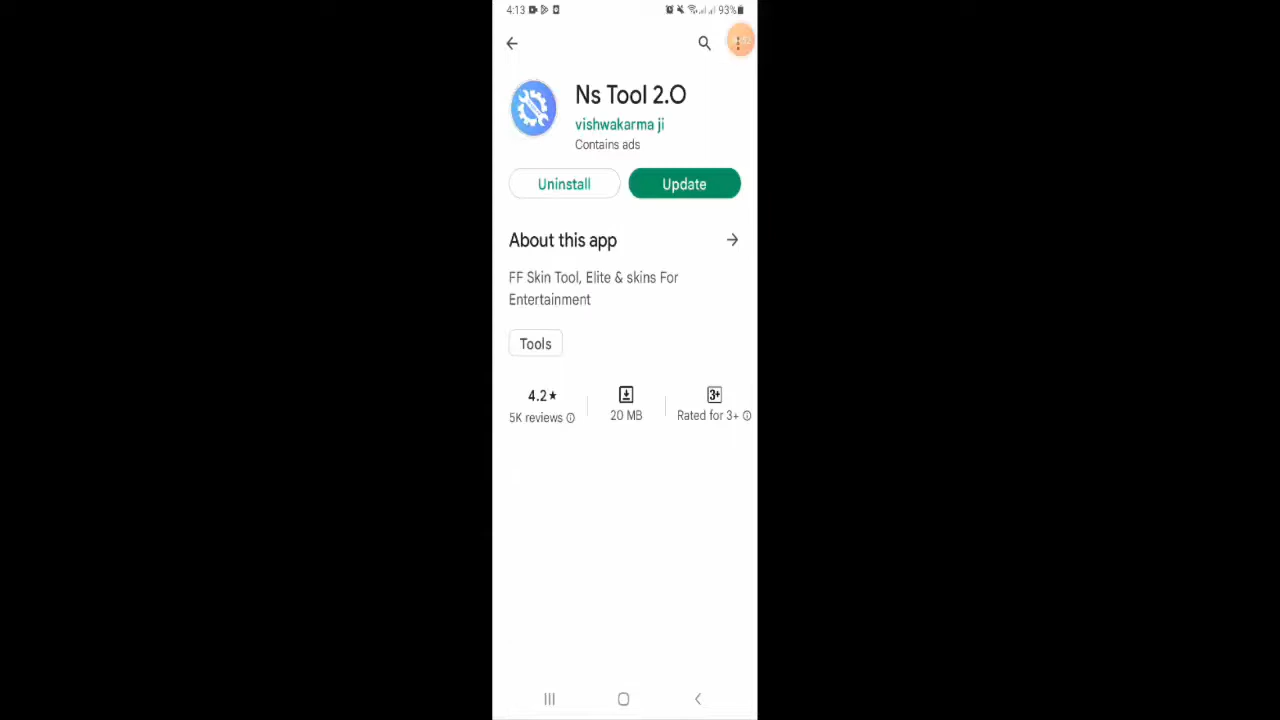 4:13 93%
Ns Tool 2.O
vishwakarma ji
Contains ads
Uninstall Update
About this app
FF Skin Tool, Elite & skins For
Entertainment
Tools
4.2★ 3+
5K reviews 20 MB Rated for 3+